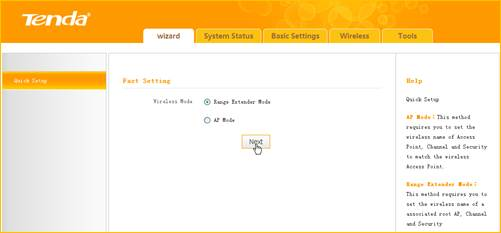 Tenda
wizard
System Status
Basic Settings
Wireless
Tools
Quick Setup
Fast Setting
Wireless Mode
Range Extender Mode
AP Mode
Next
Help
Quick Setup
AP Mode: This method
requires you to set the
wireless name of Access
Point, Channel and Security
to match the wireless
Access Point.
Range Extender Mode:
This method requires you to
set the wireless name of a
associated root AP, Channel
and Security